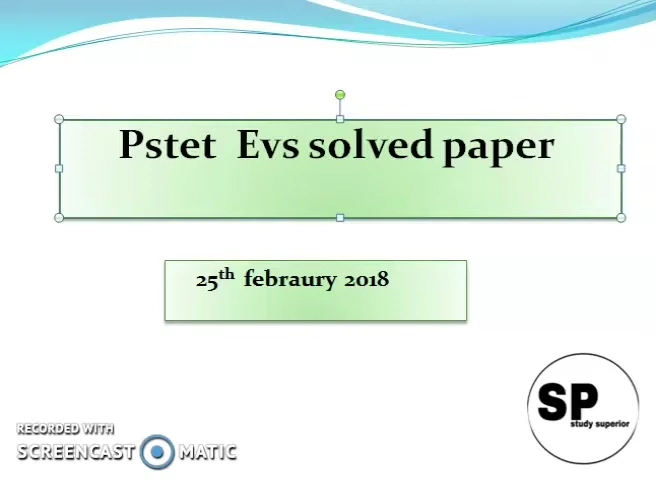 Pstet Evs solved paper
25th febraury 2018
SP
study superior
RECORDED WITH
SCREENCAST MATIC